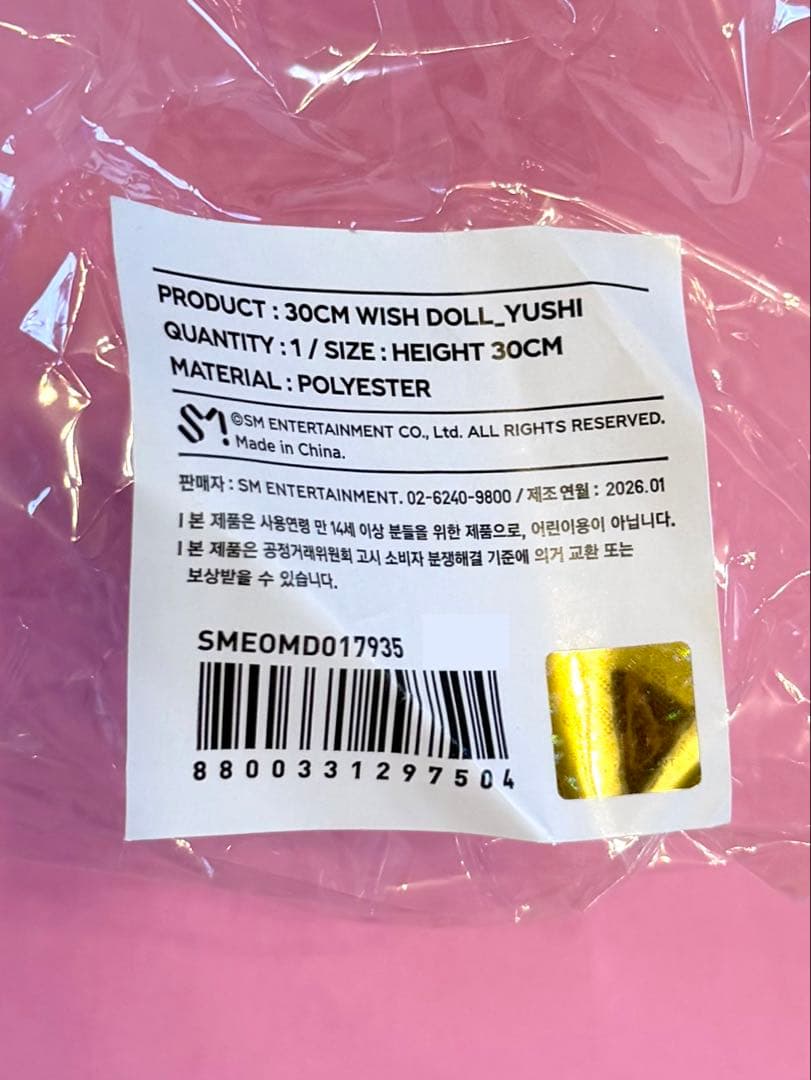 PRODUCT : 30CM WISH DOLL_YUSHI
QUANTITY : 1 / SIZE : HEIGHT 30CM
MATERIAL : POLYESTER
SM ©SM ENTERTAINMENT CO., Ltd. ALL RIGHTS RESERVED.
Made in China.
판매자 : SM ENTERTAINMENT. 02-6240-9800 / 제조연월 : 2026.01
| 본 제품은 사용연령 만 14세 이상 분들을 위한 제품으로, 어린이용이 아닙니다.
| 본 제품은 공정거래위원회 고시 소비자 분쟁해결 기준에 의거 교환 또는
보상받을 수 있습니다.
SMEOMD017935
8800331297504